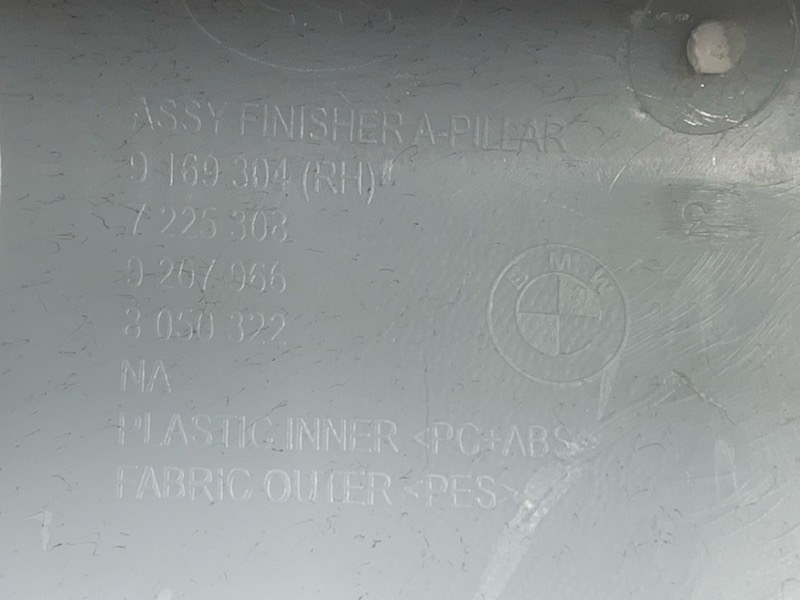 ASSY FINISHER A-PILLAR
9 169 304 (RH)
7 225 308
9 267 966
8 050 322
NA
PLASTIC INNER <PC+ABS>
FABRIC OUTER <PES>
BMW